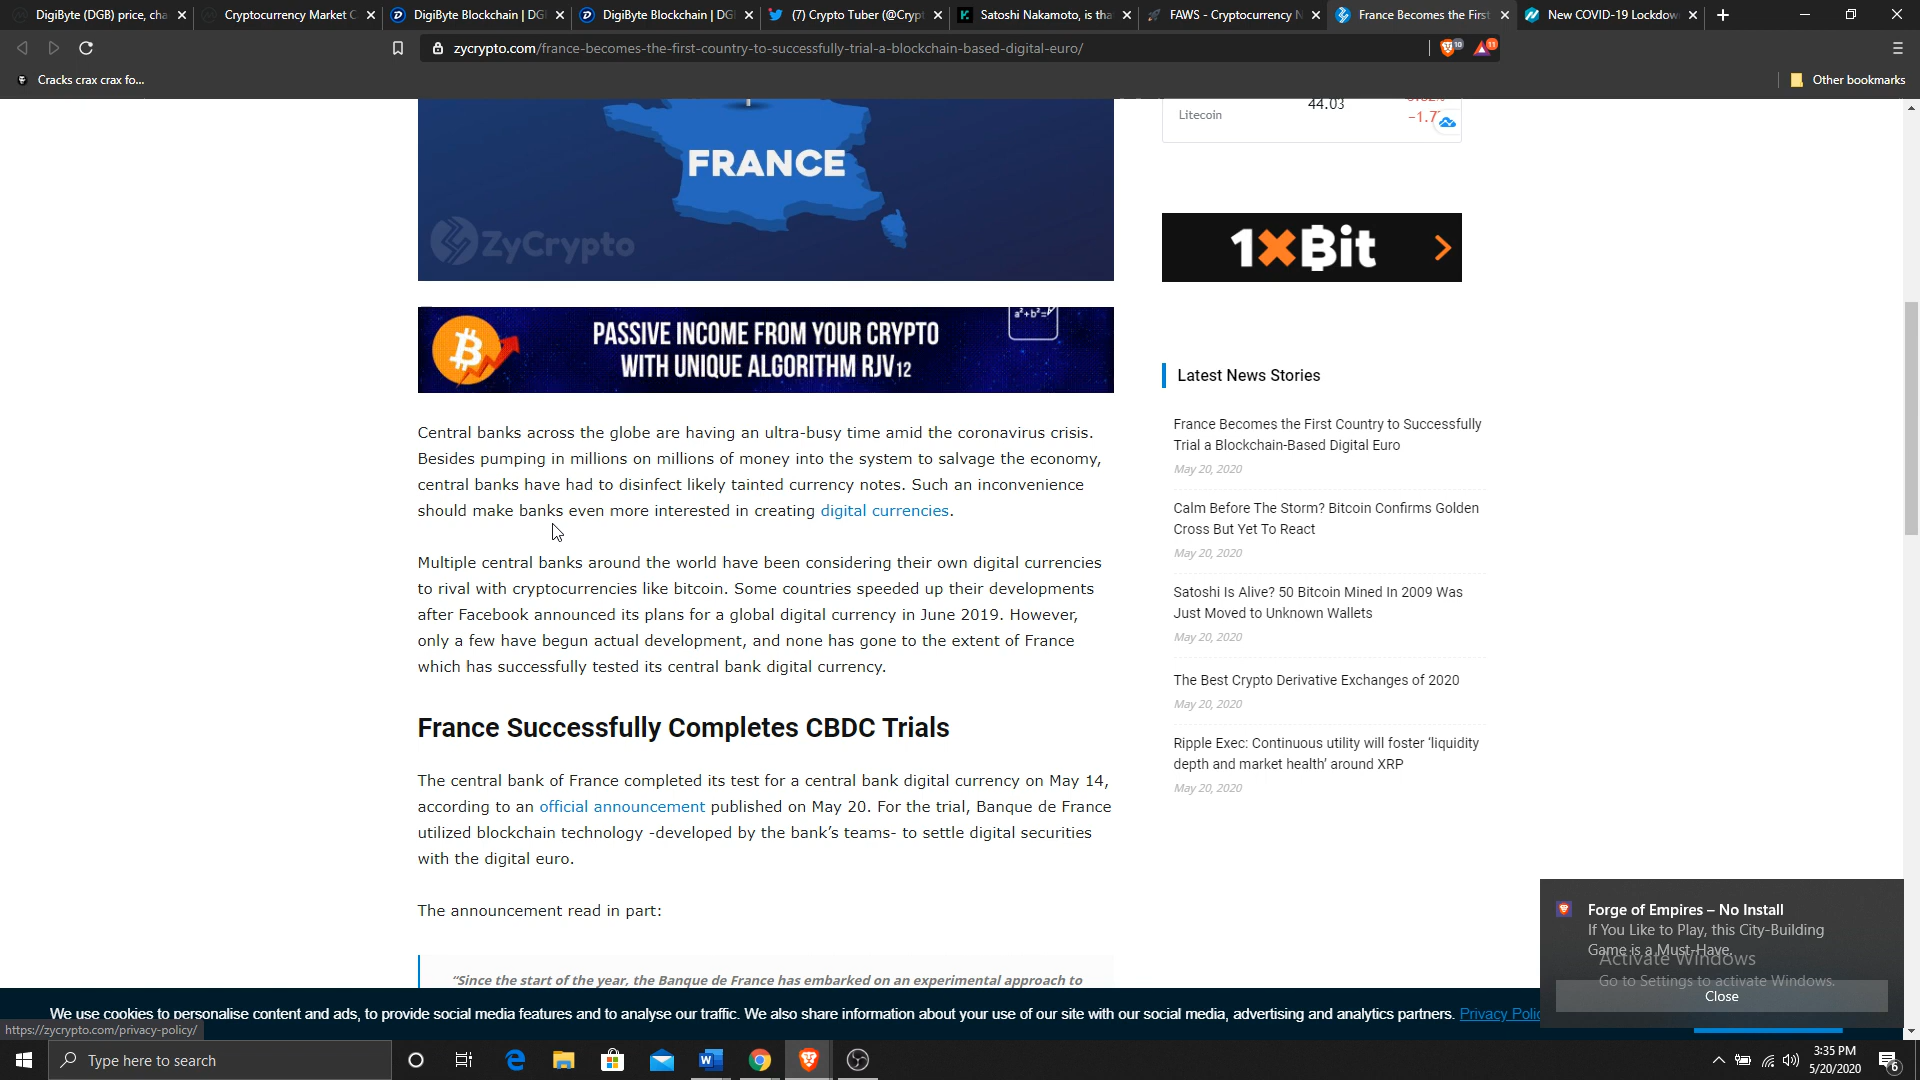 DigiByte (DGB) price, cha
Cryptocurrency Market C
DigiByte Blockchain | DG
DigiByte Blockchain | DG
(7) Crypto Tuber (@Crypt
Satoshi Nakamoto, is tha
FAWS - Cryptocurrency N
France Becomes the First
New COVID-19 Lockdow
zycrypto.com/france-becomes-the-first-country-to-successfully-trial-a-blockchain-based-digital-euro/
10
11
Cracks crax crax fo...
Other bookmarks
FRANCE
ZyCrypto
Litecoin
44.03
1XBit
PASSIVE INCOME FROM YOUR CRYPTO
WITH UNIQUE ALGORITHM RJV12
Central banks across the globe are having an ultra-busy time amid the coronavirus crisis.
Besides pumping in millions on millions of money into the system to salvage the economy,
central banks have had to disinfect likely tainted currency notes. Such an inconvenience
should make banks even more interested in creating digital currencies.
Multiple central banks around the world have been considering their own digital currencies
to rival with cryptocurrencies like bitcoin. Some countries speeded up their developments
after Facebook announced its plans for a global digital currency in June 2019. However,
only a few have begun actual development, and none has gone to the extent of France
which has successfully tested its central bank digital currency.
France Successfully Completes CBDC Trials
The central bank of France completed its test for a central bank digital currency on May 14,
according to an official announcement published on May 20. For the trial, Banque de France
utilized blockchain technology -developed by the bank's teams- to settle digital securities
with the digital euro.
The announcement read in part:
"Since the start of the year, the Banque de France has embarked on an experimental approach to
Latest News Stories
France Becomes the First Country to Successfully
Trial a Blockchain-Based Digital Euro
May 20, 2020
Calm Before The Storm? Bitcoin Confirms Golden
Cross But Yet To React
May 20, 2020
Satoshi Is Alive? 50 Bitcoin Mined In 2009 Was
Just Moved to Unknown Wallets
May 20, 2020
The Best Crypto Derivative Exchanges of 2020
May 20, 2020
Ripple Exec: Continuous utility will foster 'liquidity
depth and market health' around XRP
May 20, 2020
Forge of Empires – No Install
If You Like to Play, this City-Building
Game is a Must-Have.
Activate Windows
Go to Settings to activate Windows.
Close
We use cookies to personalise content and ads, to provide social media features and to analyse our traffic. We also share information about your use of our site with our social media, advertising and analytics partners. Privacy Polic
https://zycrypto.com/privacy-policy/
Type here to search
3:35 PM
5/20/2020
6